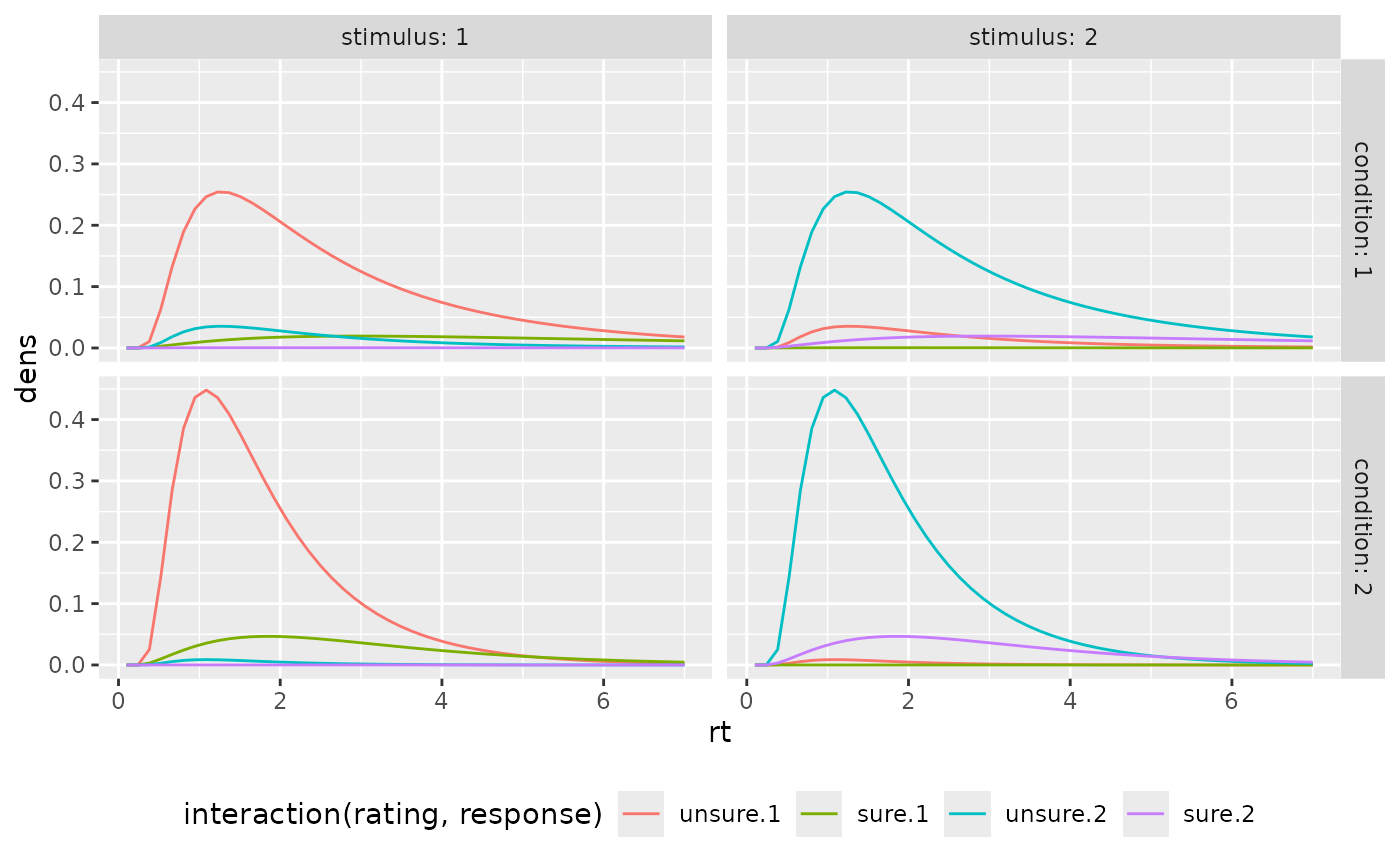 stimulus: 1
stimulus: 2
0.4
0.3
0.2
0.1
0.0
condition: 1
dens
0.4
0.3
0.2
0.1
0.0
condition: 2
0 2 4 6
0 2 4 6
rt
interaction(rating, response) unsure.1 sure.1 unsure.2 sure.2